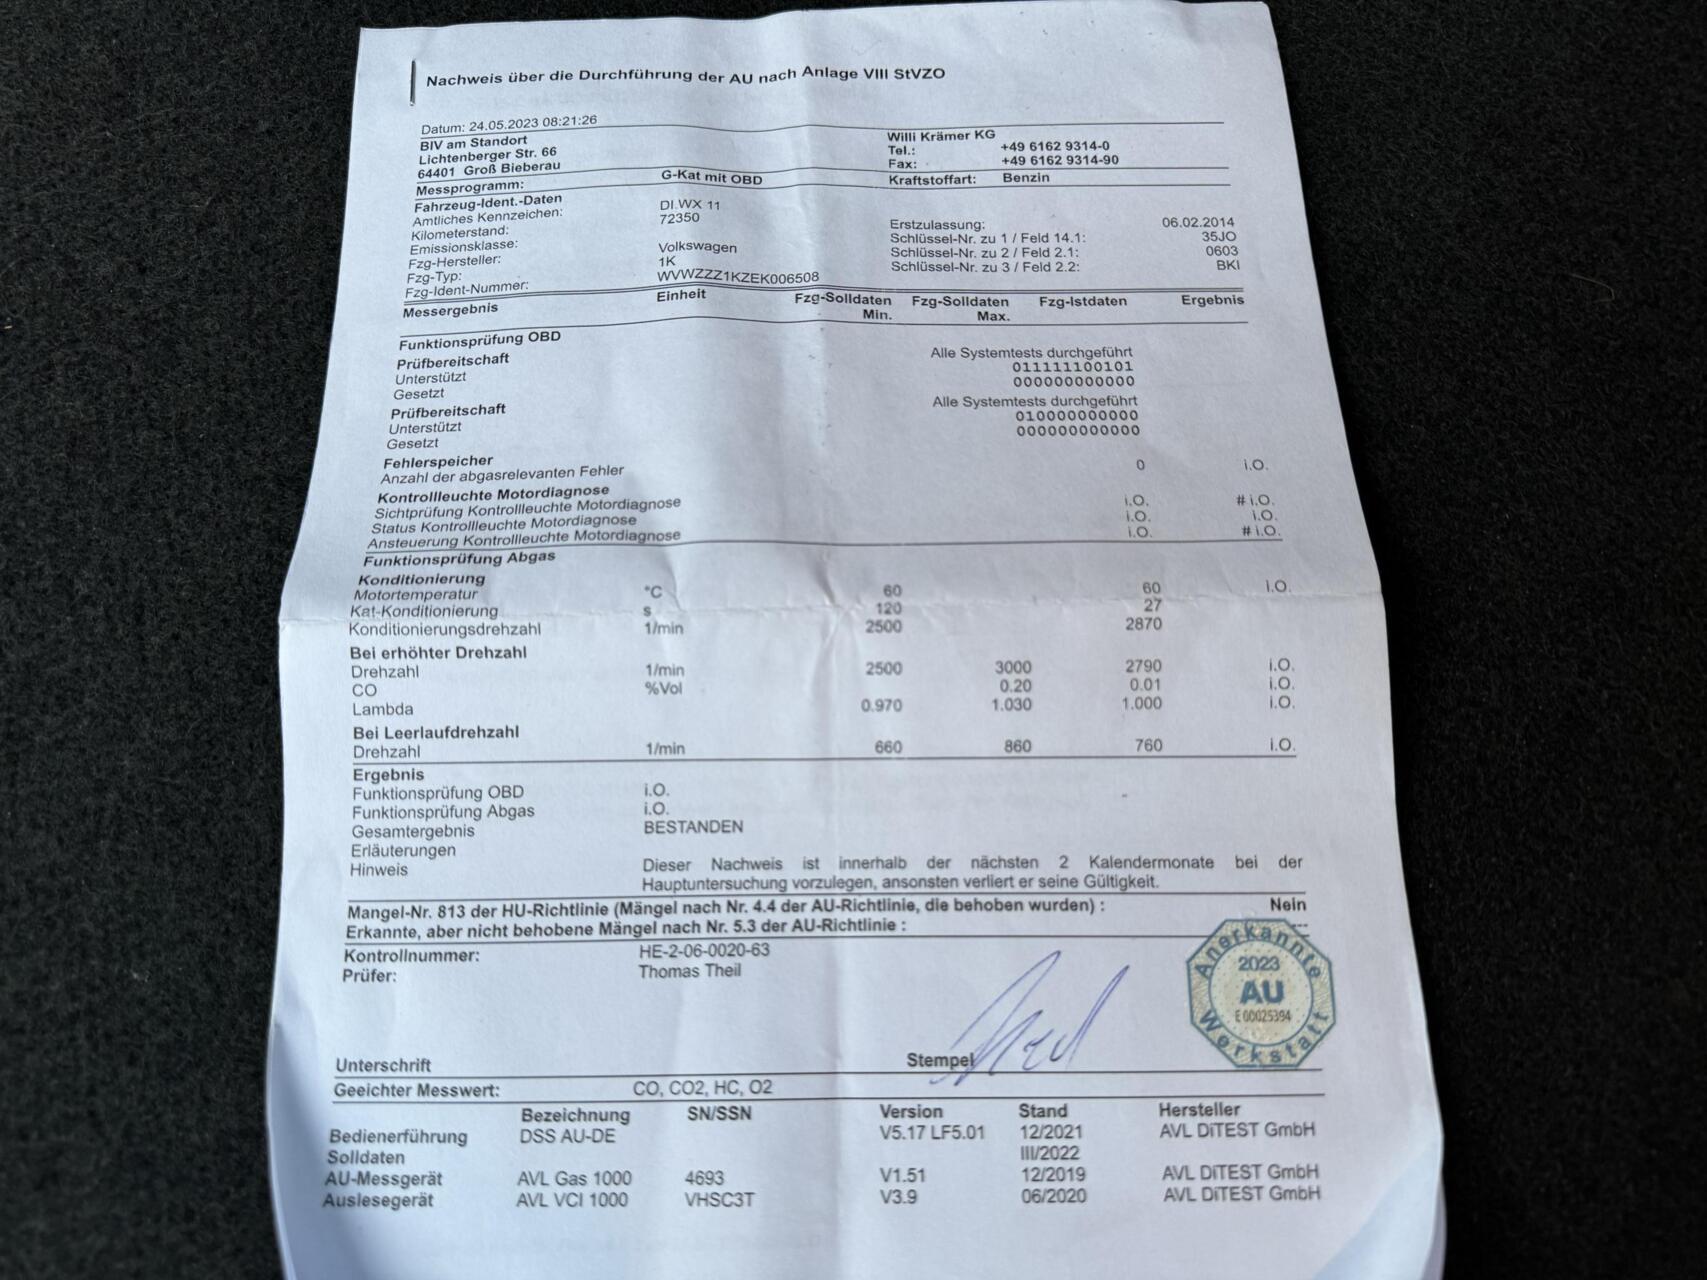 Nachweis über die Durchführung der AU nach Anlage VIII StVZO
Datum: 24.05.2023 08:21:26
BIV am Standort
Lichtenberger Str. 66
64401 Groß Bieberau
Willi Krämer KG
Tel.: +49 6162 9314-0
Fax: +49 6162 9314-90
Messprogramm: G-Kat mit OBD Kraftstoffart: Benzin
Fahrzeug-Ident.-Daten
Amtliches Kennzeichen: DI.WX 11
Kilometerstand: 72350
Emissionsklasse:
Fzg-Hersteller: Volkswagen
Fzg-Typ: 1K
Fzg-Ident-Nummer: WVWZZZ1KZEK006508
Erstzulassung: 06.02.2014
Schlüssel-Nr. zu 1 / Feld 14.1: 35JO
Schlüssel-Nr. zu 2 / Feld 2.1: 0603
Schlüssel-Nr. zu 3 / Feld 2.2: BKI
Messergebnis Einheit Fzg-Solldaten Min. Fzg-Solldaten Max. Fzg-Istdaten Ergebnis
Funktionsprüfung OBD
Prüfbereitschaft Alle Systemtests durchgeführt
Unterstützt 011111100101
Gesetzt 000000000000
Prüfbereitschaft Alle Systemtests durchgeführt
Unterstützt 010000000000
Gesetzt 000000000000
Fehlerspeicher
Anzahl der abgasrelevanten Fehler 0 i.O.
Kontrollleuchte Motordiagnose
Sichtprüfung Kontrollleuchte Motordiagnose i.O. # i.O.
Status Kontrollleuchte Motordiagnose i.O. i.O.
Ansteuerung Kontrollleuchte Motordiagnose i.O. # i.O.
Funktionsprüfung Abgas
Konditionierung
Motortemperatur °C 60 60 i.O.
Kat-Konditionierung s 120 27
Konditionierungsdrehzahl 1/min 2500 2870
Bei erhöhter Drehzahl
Drehzahl 1/min 2500 3000 2790 i.O.
CO %Vol 0.20 0.01 i.O.
Lambda 0.970 1.030 1.000 i.O.
Bei Leerlaufdrehzahl
Drehzahl 1/min 660 860 760 i.O.
Ergebnis
Funktionsprüfung OBD i.O.
Funktionsprüfung Abgas i.O.
Gesamtergebnis BESTANDEN
Erläuterungen
Hinweis Dieser Nachweis ist innerhalb der nächsten 2 Kalendermonate bei der
Hauptuntersuchung vorzulegen, ansonsten verliert er seine Gültigkeit.
Mangel-Nr. 813 der HU-Richtlinie (Mängel nach Nr. 4.4 der AU-Richtlinie, die behoben wurden) : Nein
Erkannte, aber nicht behobene Mängel nach Nr. 5.3 der AU-Richtlinie : ---
Kontrollnummer: HE-2-06-0020-63
Prüfer: Thomas Theil
Anerkannte
2023
AU
E 00025394
Werkstatt
Unterschrift Stempel
Geeichter Messwert: CO, CO2, HC, O2
Bezeichnung SN/SSN Version Stand Hersteller
Bedienerführung DSS AU-DE V5.17 LF5.01 12/2021 AVL DiTEST GmbH
Solldaten III/2022
AU-Messgerät AVL Gas 1000 4693 V1.51 12/2019 AVL DiTEST GmbH
Auslesegerät AVL VCI 1000 VHSC3T V3.9 06/2020 AVL DiTEST GmbH